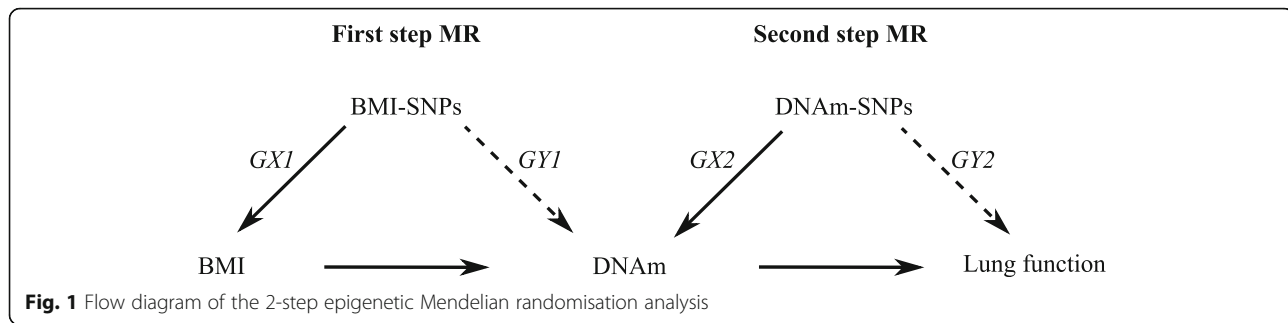 First step MR
Second step MR
BMI-SNPs
DNAm-SNPs
GX1
GY1
GX2
GY2
BMI
DNAm
Lung function
Fig. 1 Flow diagram of the 2-step epigenetic Mendelian randomisation analysis